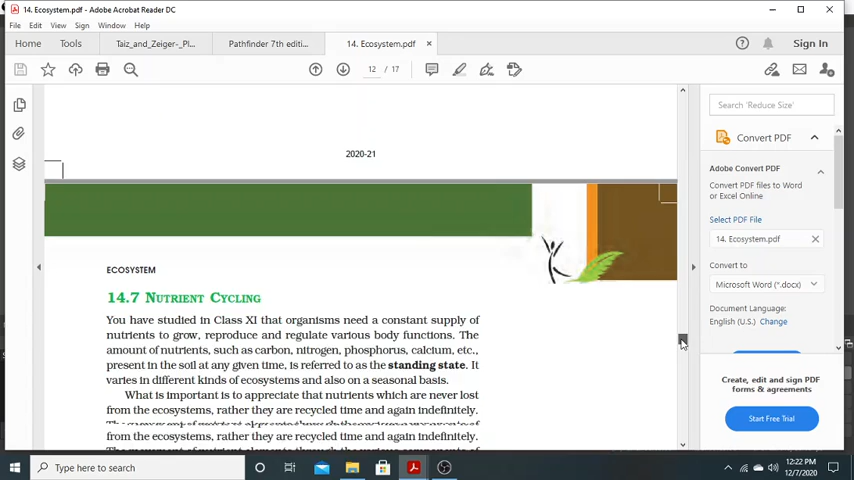 14. Ecosystem.pdf - Adobe Acrobat Reader DC
File Edit View Sign Window Help
Home Tools Taiz_and_Zeiger-_Pl... Pathfinder 7th editi... 14. Ecosystem.pdf × ? Sign In
12 / 17
Search 'Reduce Size'
2020-21
Convert PDF
Adobe Convert PDF
Convert PDF files to Word
or Excel Online
Select PDF File
14. Ecosystem.pdf ×
Convert to
Microsoft Word (*.docx)
Document Language:
English (U.S.) Change
Create, edit and sign PDF
forms & agreements
Start Free Trial
ECOSYSTEM
14.7 NUTRIENT CYCLING
You have studied in Class XI that organisms need a constant supply of
nutrients to grow, reproduce and regulate various body functions. The
amount of nutrients, such as carbon, nitrogen, phosphorus, calcium, etc.,
present in the soil at any given time, is referred to as the standing state. It
varies in different kinds of ecosystems and also on a seasonal basis.
What is important is to appreciate that nutrients which are never lost
from the ecosystems, rather they are recycled time and again indefinitely.
from the ecosystems, rather they are recycled time and again indefinitely.
Type here to search
12:22 PM
12/7/2020